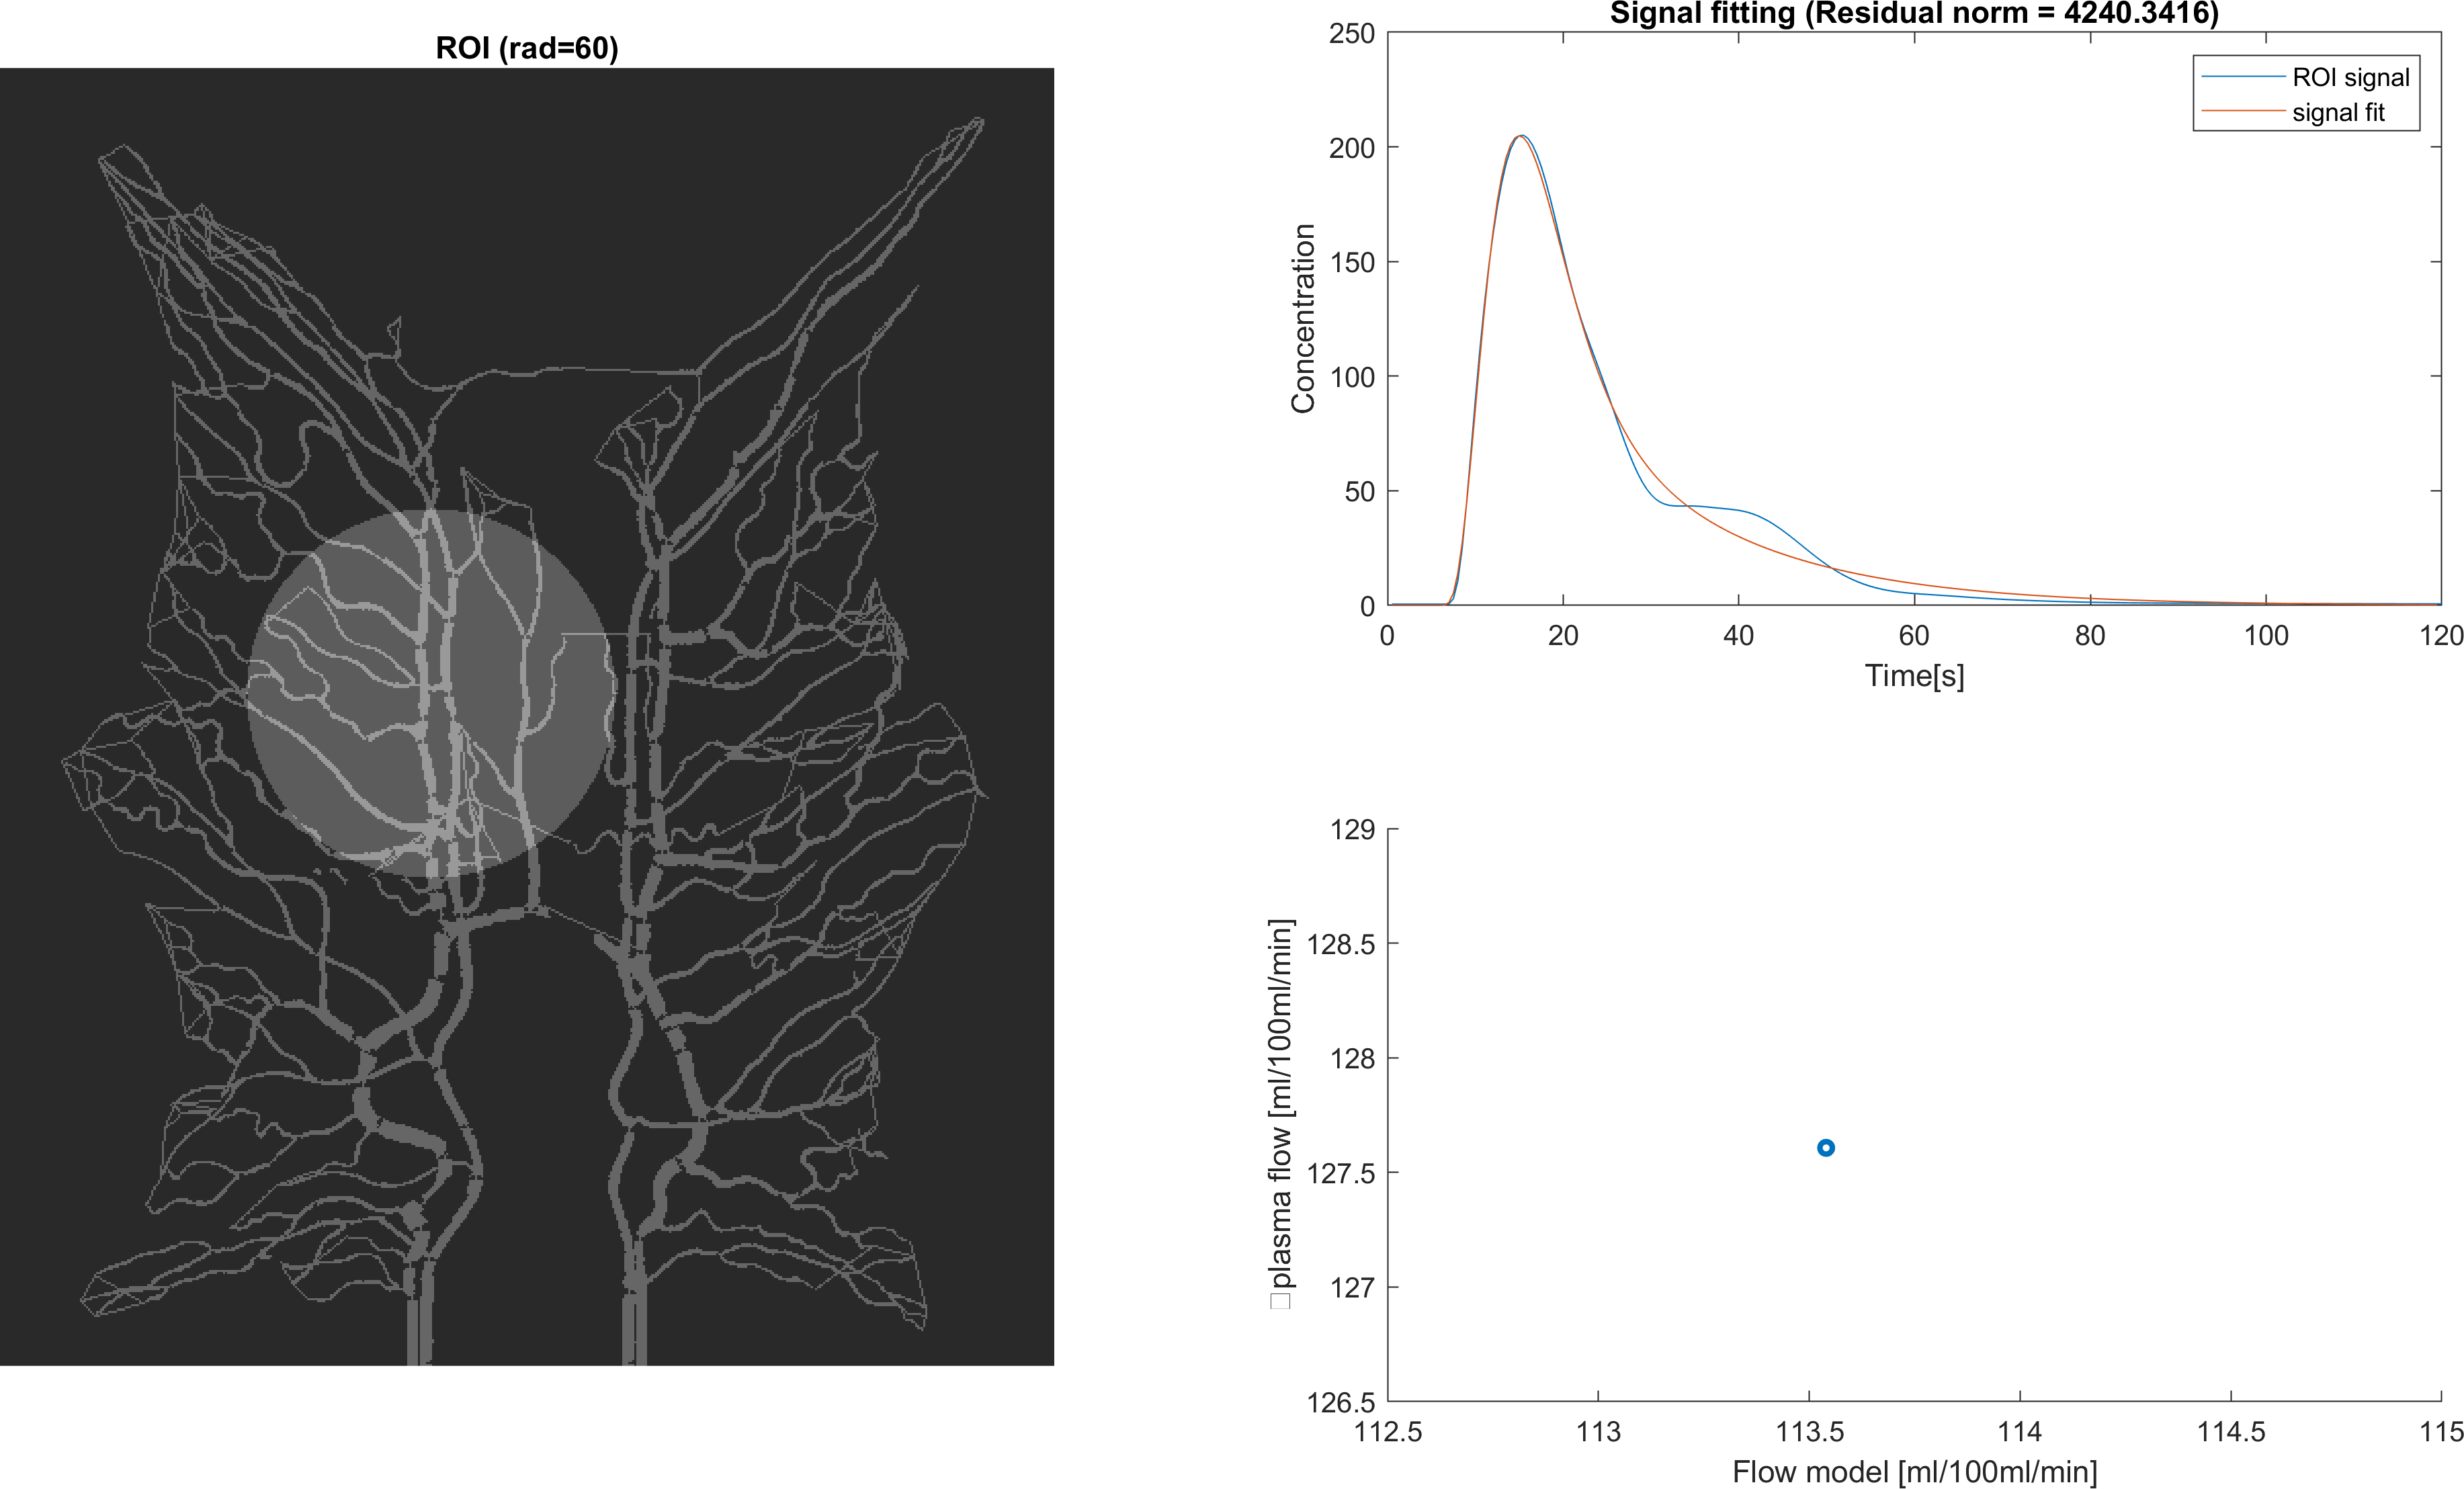 ROI (rad=60)
Signal fitting (Residual norm = 4240.3416)
250
200
150
100
50
0
Concentration
ROI signal
signal fit
0 20 40 60 80 100 120
Time[s]
129
128.5
128
127.5
127
126.5
□plasma flow [ml/100ml/min]
112.5 113 113.5 114 114.5 115
Flow model [ml/100ml/min]